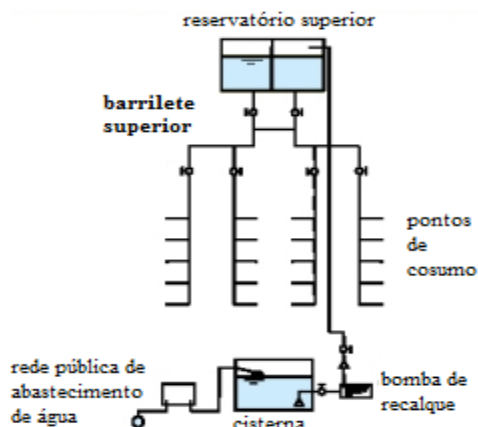 reservatório superior
barrilete
superior
pontos
de
cosumo
rede pública de
abastecimento
de água
cisterna
bomba de
recalque